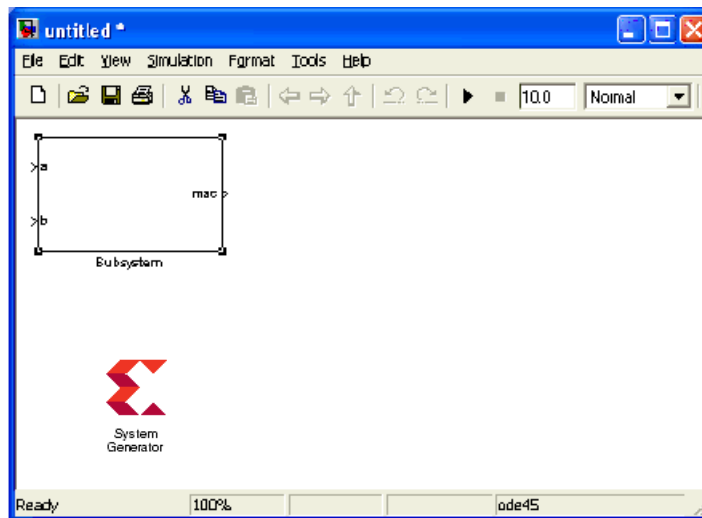 untitled *
File Edit View Simulation Format Tools Help
10.0 Normal
a
mac
b
Subsystem
System
Generator
Ready 100% ode45